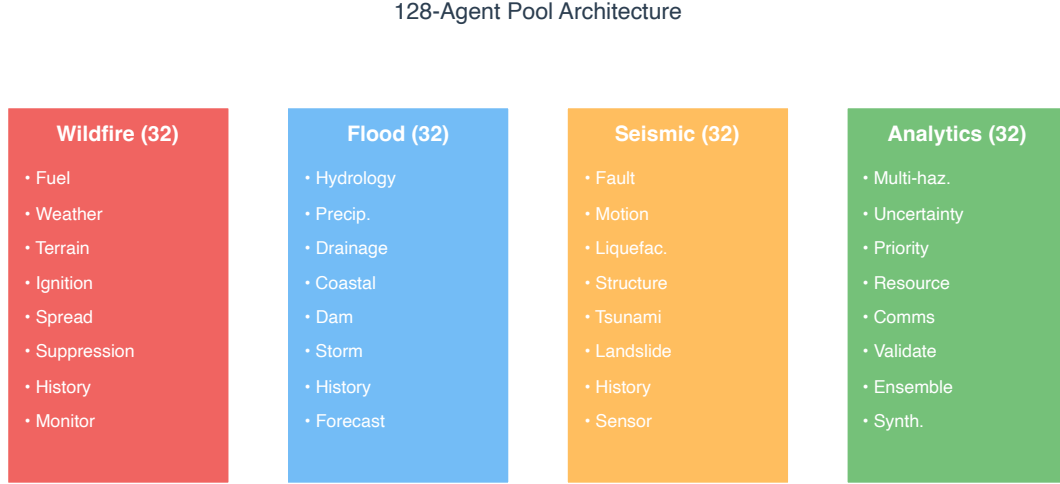 128-Agent Pool Architecture
Wildfire (32)
• Fuel
• Weather
• Terrain
• Ignition
• Spread
• Suppression
• History
• Monitor
Flood (32)
• Hydrology
• Precip.
• Drainage
• Coastal
• Dam
• Storm
• History
• Forecast
Seismic (32)
• Fault
• Motion
• Liquefac.
• Structure
• Tsunami
• Landslide
• History
• Sensor
Analytics (32)
• Multi-haz.
• Uncertainty
• Priority
• Resource
• Comms
• Validate
• Ensemble
• Synth.